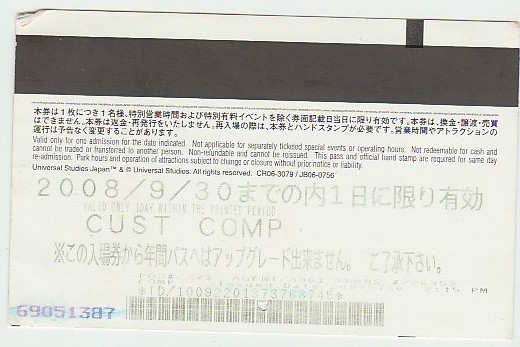 本券は1枚につき1名様、特別営業時間および特別有料イベントを除く券面記載日当日に限り有効です。本券は、換金・譲渡・売買
はできません。本券は返金・再発行をいたしません。再入場の際は、本券とハンドスタンプが必要です。営業時間やアトラクションの
運行は予告なく変更することがあります。
Valid only for one admission for the date indicated. Not applicable for separately ticketed special events or operating hours. Not redeemable for cash and
cannot be traded or transferred to another person. Non-refundable and cannot be reissued. This pass and official hand stamp are required for same day
re-admission. Park hours and operation of attractions subject to change or closure without prior notice or liability.
Universal Studios Japan™ & © Universal Studios. All rights reserved. CR06-3079 / JB06-0756
2008/9/30までの内1日に限り有効
VALID ONLY 1DAY WITHIN THE PRINTED PERIOD
CUST COMP
※この入場券から年間パスへはアップグレード出来ません。 ご了承下さい。
PM
69051387